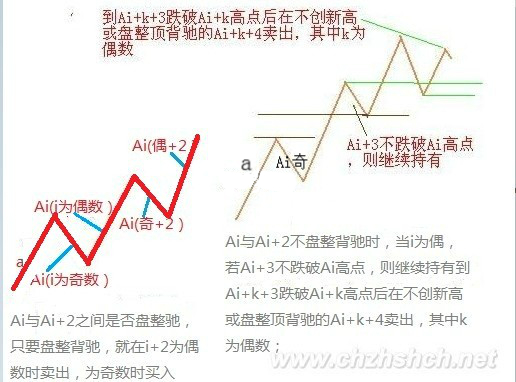 到Ai+k+3跌破Ai+k高点后在不创新高
或盘整顶背驰的Ai+k+4卖出，其中k为
偶数
Ai+3不跌破Ai高点
，则继续持有
a
Ai奇
Ai(偶+2)
Ai(i为偶数)
Ai(奇+2)
a
Ai(i为奇数)
Ai与Ai+2之间是否盘整驰，
只要盘整背驰，就在i+2为偶
数时卖出，为奇数时买入
Ai与Ai+2不盘整背驰时，当i为偶，
若Ai+3不跌破Ai高点，则继续持有到
Ai+k+3跌破Ai+k高点后在不创新高
或盘整顶背驰的Ai+k+4卖出，其中k
为偶数；
www.chzhshch.net